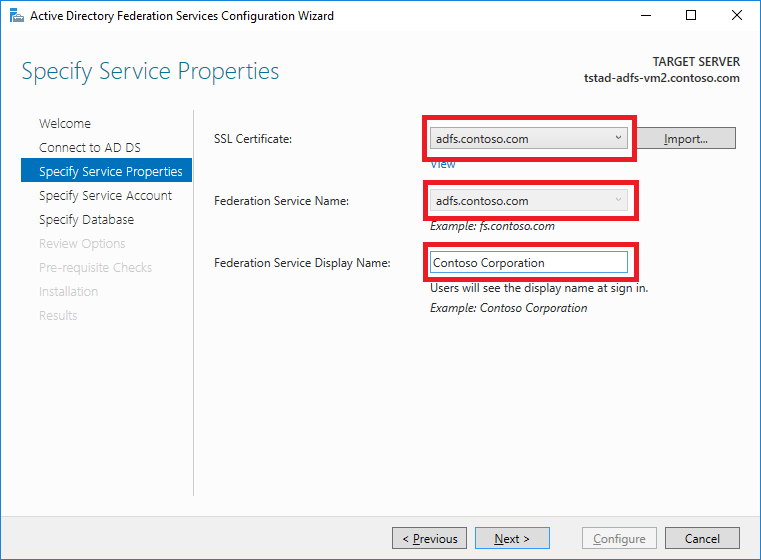 Active Directory Federation Services Configuration Wizard
Specify Service Properties
TARGET SERVER
tstad-adfs-vm2.contoso.com
Welcome
Connect to AD DS
Specify Service Properties
Specify Service Account
Specify Database
Review Options
Pre-requisite Checks
Installation
Results
SSL Certificate:
adfs.contoso.com
Import...
View
Federation Service Name:
adfs.contoso.com
Example: fs.contoso.com
Federation Service Display Name:
Contoso Corporation
Users will see the display name at sign in.
Example: Contoso Corporation
< Previous
Next >
Configure
Cancel